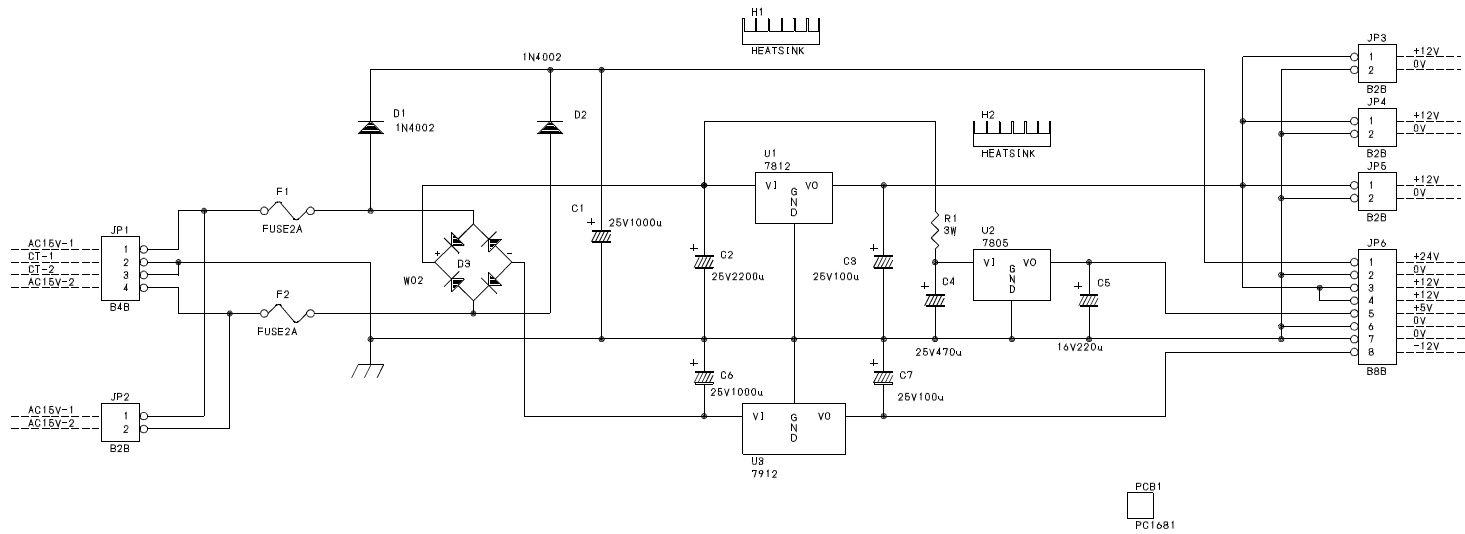 H1
HEATSINK
1N4002
D1
1N4002
D2
H2
HEATSINK
JP3
1
2
+12V
0V
B2B
JP4
1
2
+12V
0V
B2B
JP5
1
2
+12V
0V
B2B
U1
7812
VI
VO
GND
F1
FUSE2A
C1
+
25V1000u
R1
3W
U2
7805
VI
VO
GND
JP1
AC15V-1
CT-1
CT-2
AC15V-2
1
2
3
4
B4B
+
-
D3
W02
+
C2
25V2200u
+
C3
25V100u
+
C4
25V470u
+
C5
16V220u
JP6
1
2
3
4
5
6
7
8
+24V
0V
+12V
+12V
+5V
0V
0V
-12V
B8B
F2
FUSE2A
+
C6
25V1000u
+
C7
25V100u
JP2
AC15V-1
AC15V-2
1
2
B2B
VI
VO
GND
U3
7912
PCB1
PC1681